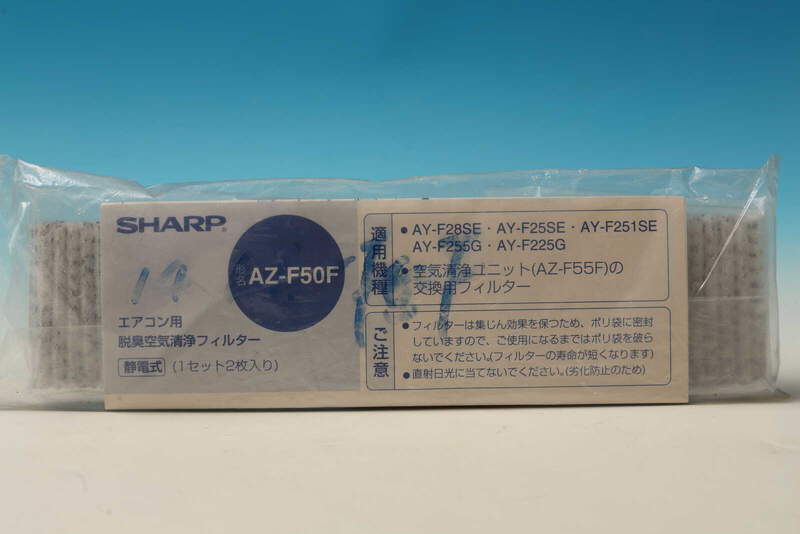 SHARP®
形名 AZ-F50F
エアコン用
脱臭空気清浄フィルター
静電式 (1セット2枚入り)
適用機種
● AY-F28SE・AY-F25SE・AY-F251SE
AY-F255G・AY-F225G
● 空気清浄ユニット(AZ-F55F)の
交換用フィルター
ご注意
● フィルターは集じん効果を保つため、ポリ袋に密封
していますので、ご使用になるまではポリ袋を破ら
ないでください。(フィルターの寿命が短くなります)
● 直射日光に当てないでください。(劣化防止のため)